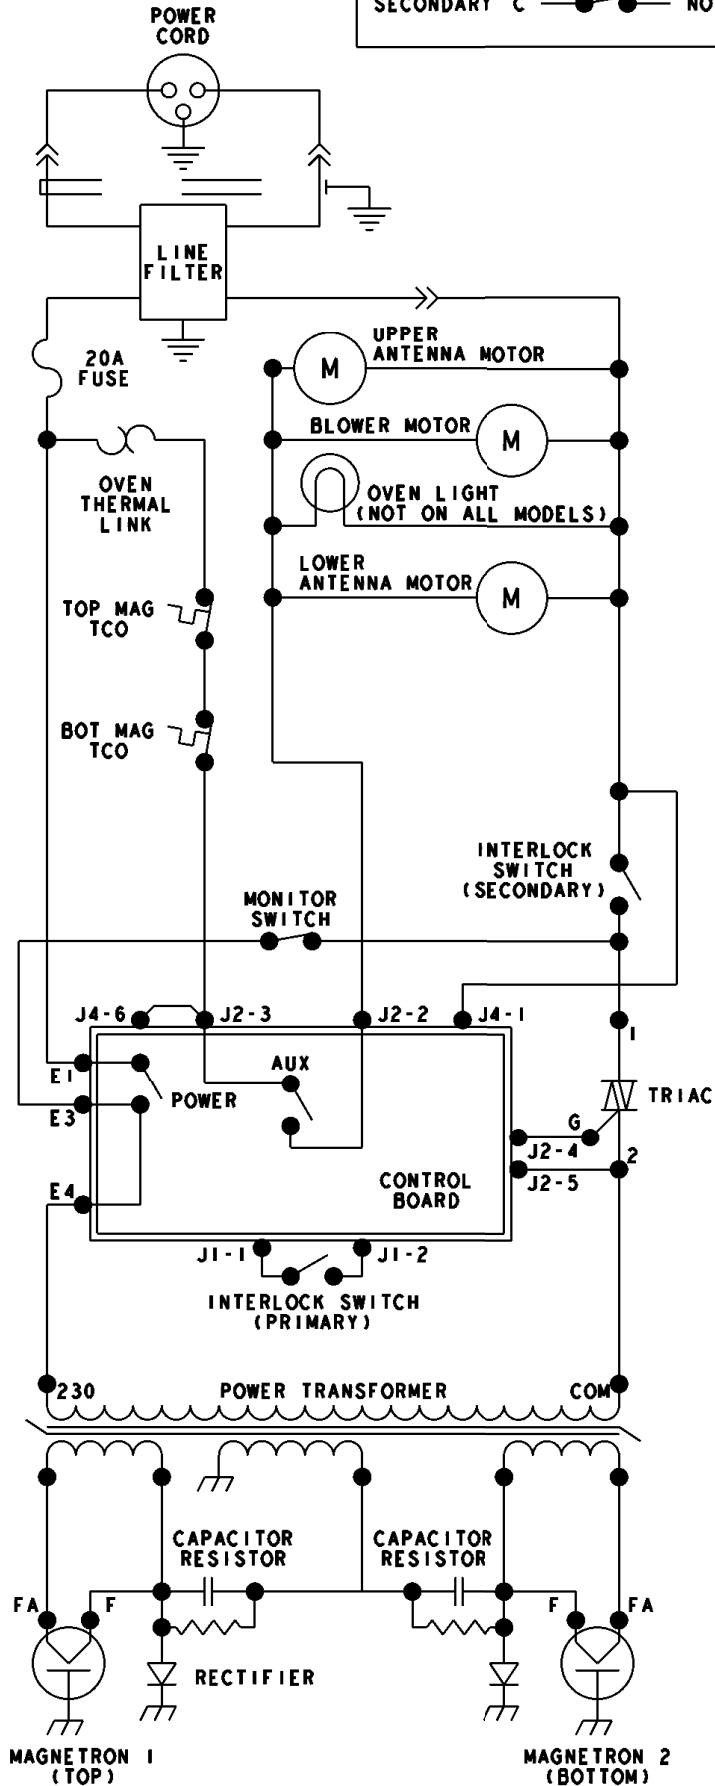 SECONDARY C NO
POWER
CORD
LINE
FILTER
20A
FUSE
UPPER
ANTENNA MOTOR
M
BLOWER MOTOR
M
OVEN
THERMAL
LINK
OVEN LIGHT
(NOT ON ALL MODELS)
LOWER
ANTENNA MOTOR
M
TOP MAG
TCO
BOT MAG
TCO
INTERLOCK
SWITCH
(SECONDARY)
MONITOR
SWITCH
J4-6
J2-3
J2-2
J4-1
1
E1
AUX
POWER
E3
TRIAC
G
J2-4
2
J2-5
E4
CONTROL
BOARD
J1-1
J1-2
INTERLOCK SWITCH
(PRIMARY)
230
POWER TRANSFORMER
COM
CAPACITOR
RESISTOR
CAPACITOR
RESISTOR
FA
F
F
FA
RECTIFIER
MAGNETRON 1
(TOP)
MAGNETRON 2
(BOTTOM)